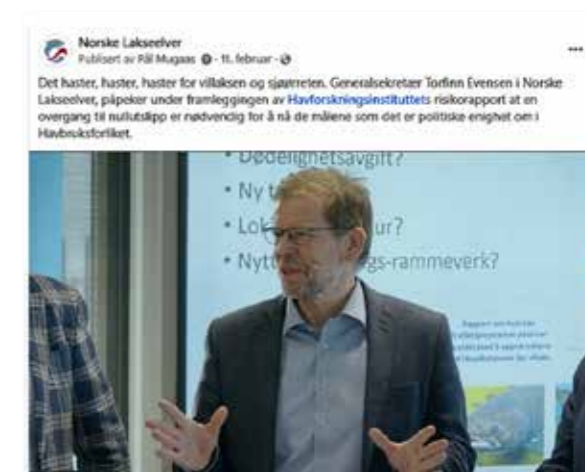 Norske Lakseelver
Publisert av Pål Mugaas · 11. februar ·
Det haster, haster, haster for villaksen og sjøørreten. Generalsekretær Torfinn Evensen i Norske
Lakseelver, påpeker under framleggingen av Havforskningsinstituttets risikorapport at en
overgang til nullutslipp er nødvendig for å nå de målene som det er politiske enighet om i
Havbruksforliket.
• Dødelighetsavgift?
• Ny
• Lok ur?
• Nytt gs-rammeverk?